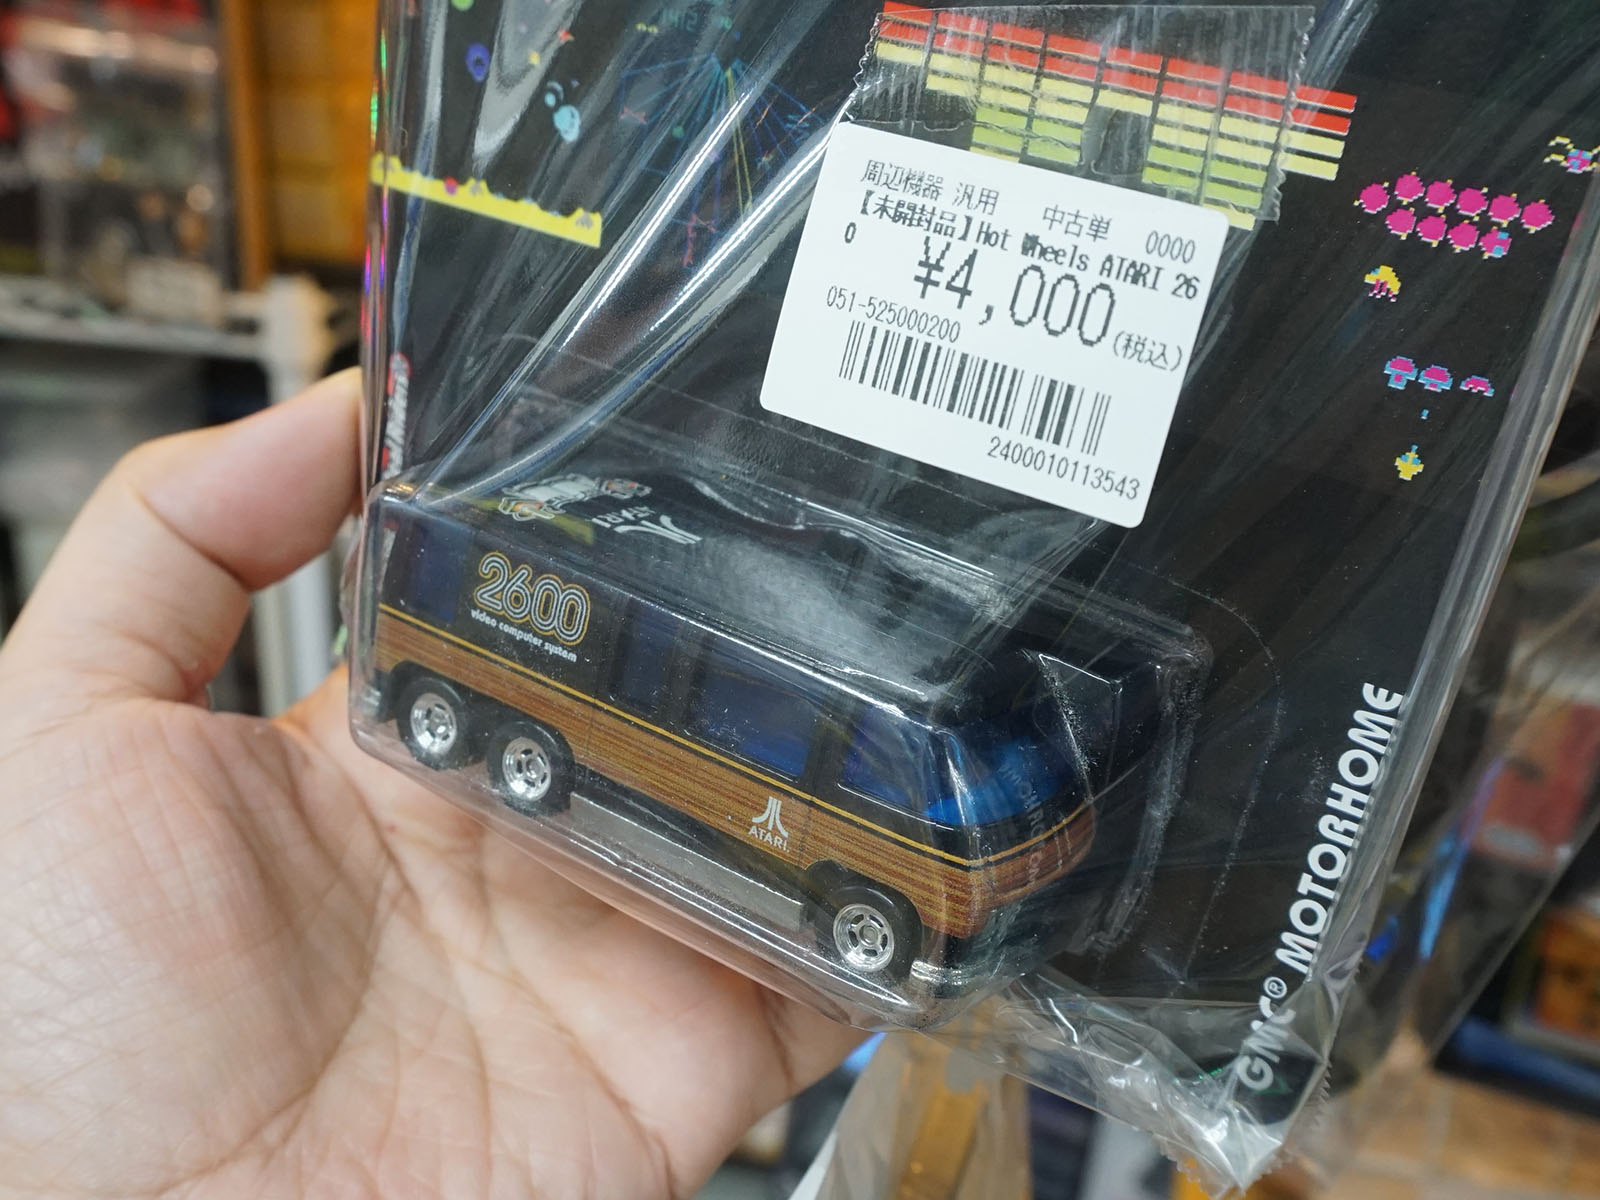 周辺機器 汎用 中古単 0000
【未開封品】Hot Wheels ATARI 26
0 ¥4,000(税込)
051-525000200
2400010113543
ATARI
2600
video computer system
ATARI
GMC® MOTORHOME